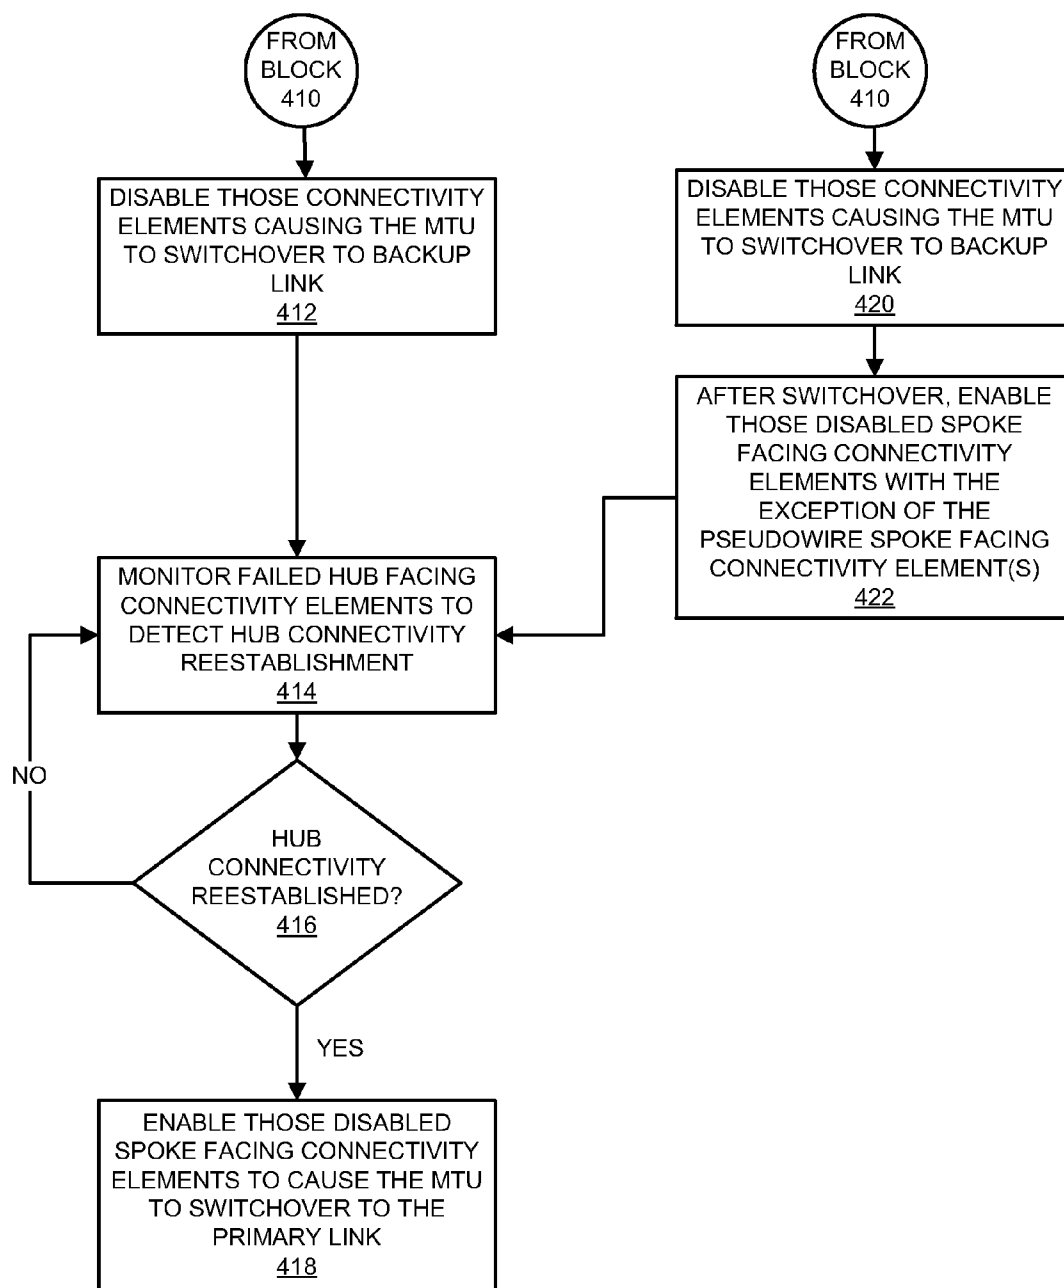 FROM
BLOCK
410
DISABLE THOSE CONNECTIVITY
ELEMENTS CAUSING THE MTU
TO SWITCHOVER TO BACKUP
LINK
412
MONITOR FAILED HUB FACING
CONNECTIVITY ELEMENTS TO
DETECT HUB CONNECTIVITY
REESTABLISHMENT
414
NO
HUB
CONNECTIVITY
REESTABLISHED?
416
YES
ENABLE THOSE DISABLED
SPOKE FACING CONNECTIVITY
ELEMENTS TO CAUSE THE MTU
TO SWITCHOVER TO THE
PRIMARY LINK
418
FROM
BLOCK
410
DISABLE THOSE CONNECTIVITY
ELEMENTS CAUSING THE MTU
TO SWITCHOVER TO BACKUP
LINK
420
AFTER SWITCHOVER, ENABLE
THOSE DISABLED SPOKE
FACING CONNECTIVITY
ELEMENTS WITH THE
EXCEPTION OF THE
PSEUDOWIRE SPOKE FACING
CONNECTIVITY ELEMENT(S)
422